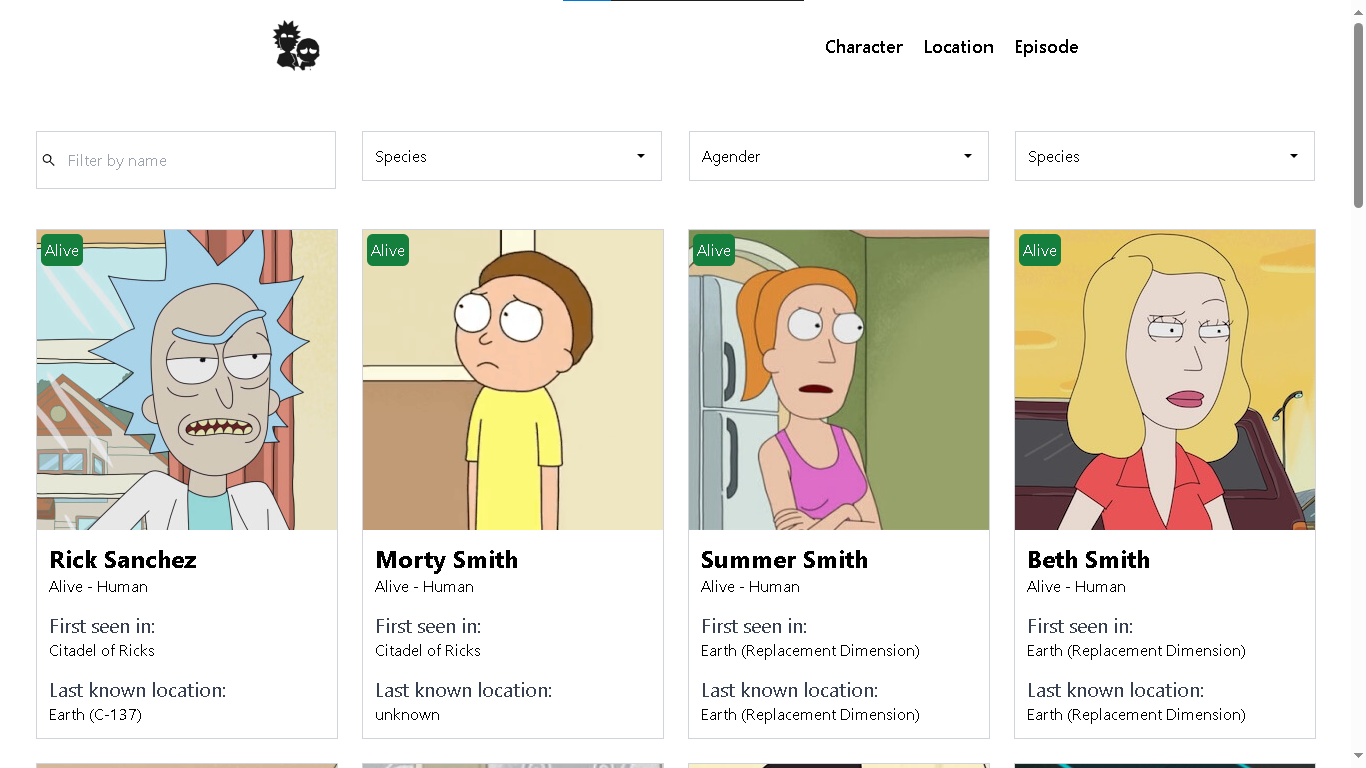 Character Location Episode
Filter by name
Species
Agender
Species
Alive
Alive
Alive
Alive
Rick Sanchez
Alive - Human
First seen in:
Citadel of Ricks
Last known location:
Earth (C-137)
Morty Smith
Alive - Human
First seen in:
Citadel of Ricks
Last known location:
unknown
Summer Smith
Alive - Human
First seen in:
Earth (Replacement Dimension)
Last known location:
Earth (Replacement Dimension)
Beth Smith
Alive - Human
First seen in:
Earth (Replacement Dimension)
Last known location:
Earth (Replacement Dimension)